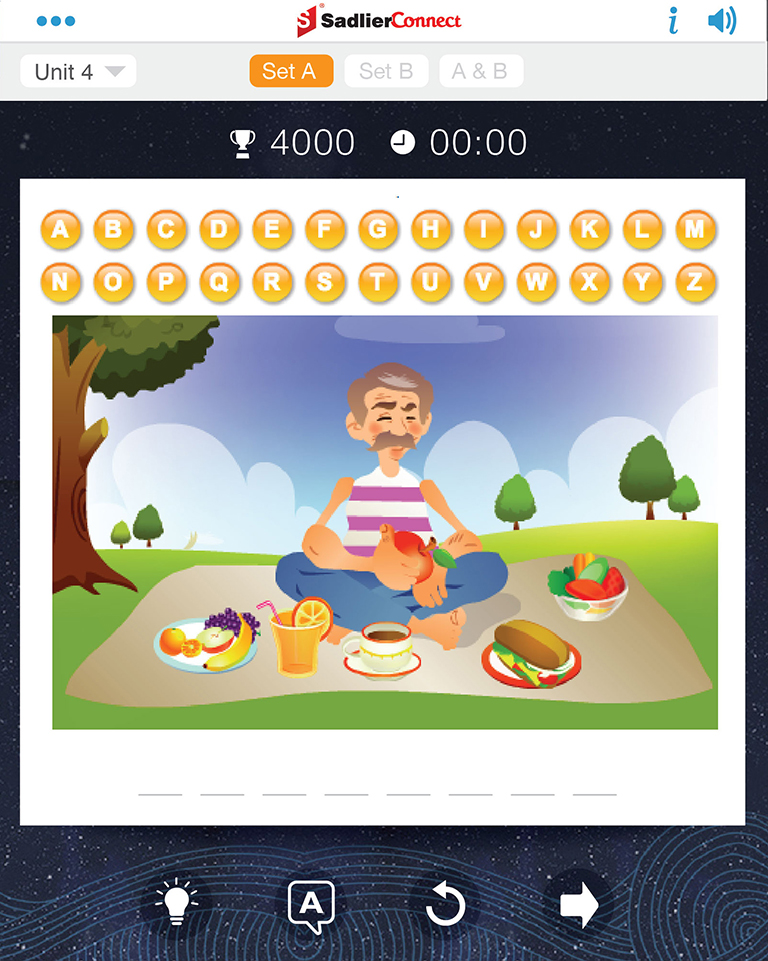 SadlierConnect
Unit 4 Set A Set B A & B
4000 00:00
A B C D E F G H I J K L M
N O P Q R S T U V W X Y Z
A